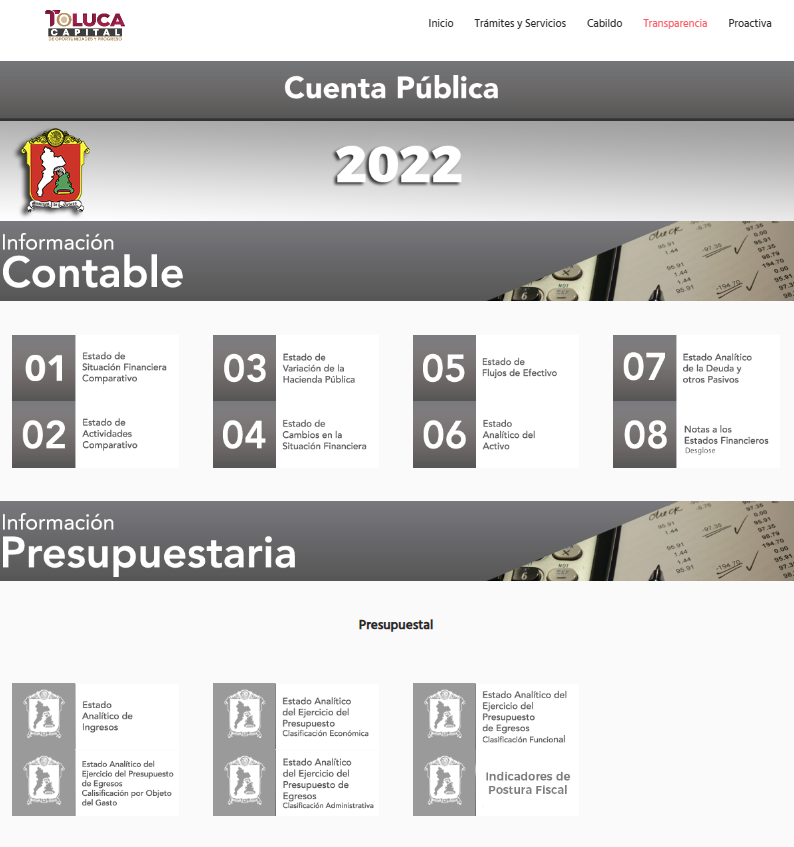 TOLUCA
CAPITAL
DE OPORTUNIDADES Y PROGRESO
Inicio Trámites y Servicios Cabildo Transparencia Proactiva
Cuenta Pública
2022
Información
Contable
01
Estado de
Situación Financiera
Comparativo
02
Estado de
Actividades
Comparativo
03
Estado de
Variación de la
Hacienda Pública
04
Estado de
Cambios en la
Situación Financiera
05
Estado de
Flujos de Efectivo
06
Estado
Analítico del
Activo
07
Estado Analítico
de la Deuda y
otros Pasivos
08
Notas a los
Estados Financieros
Desglose
Información
Presupuestaria
Presupuestal
Estado
Analítico de
Ingresos
Estado Analítico del
Ejercicio del Presupuesto
de Egresos
Calisificación por Objeto
del Gasto
Estado Analítico
del Ejercicio del
Presupuesto
Clasificación Económica
Estado Analítico
del Ejercicio del
Presupuesto de
Egresos
Clasificación Administrativa
Estado Analítico del
Ejercicio del
Presupuesto
de Egresos
Clasificación Funcional
Indicadores de
Postura Fiscal